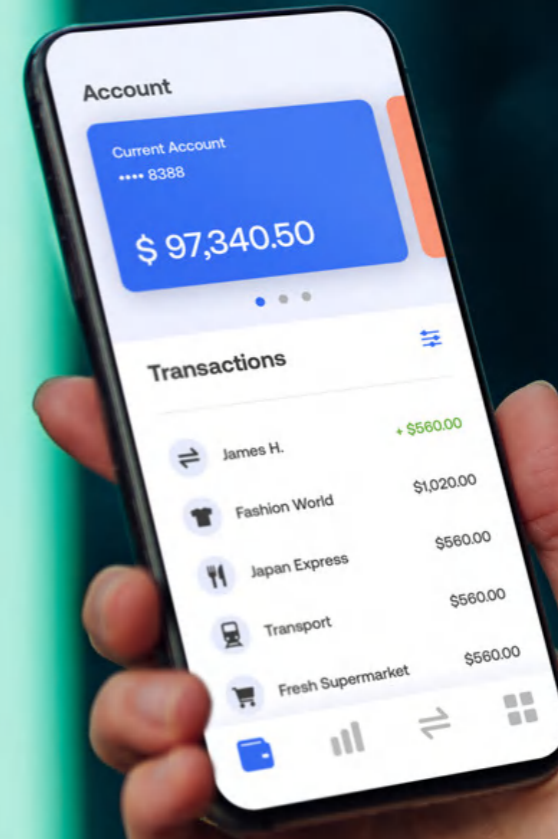 Account
Current Account
•••• 8388
$ 97,340.50
Transactions
James H. + $560.00
Fashion World $1,020.00
Japan Express $560.00
Transport $560.00
Fresh Supermarket $560.00